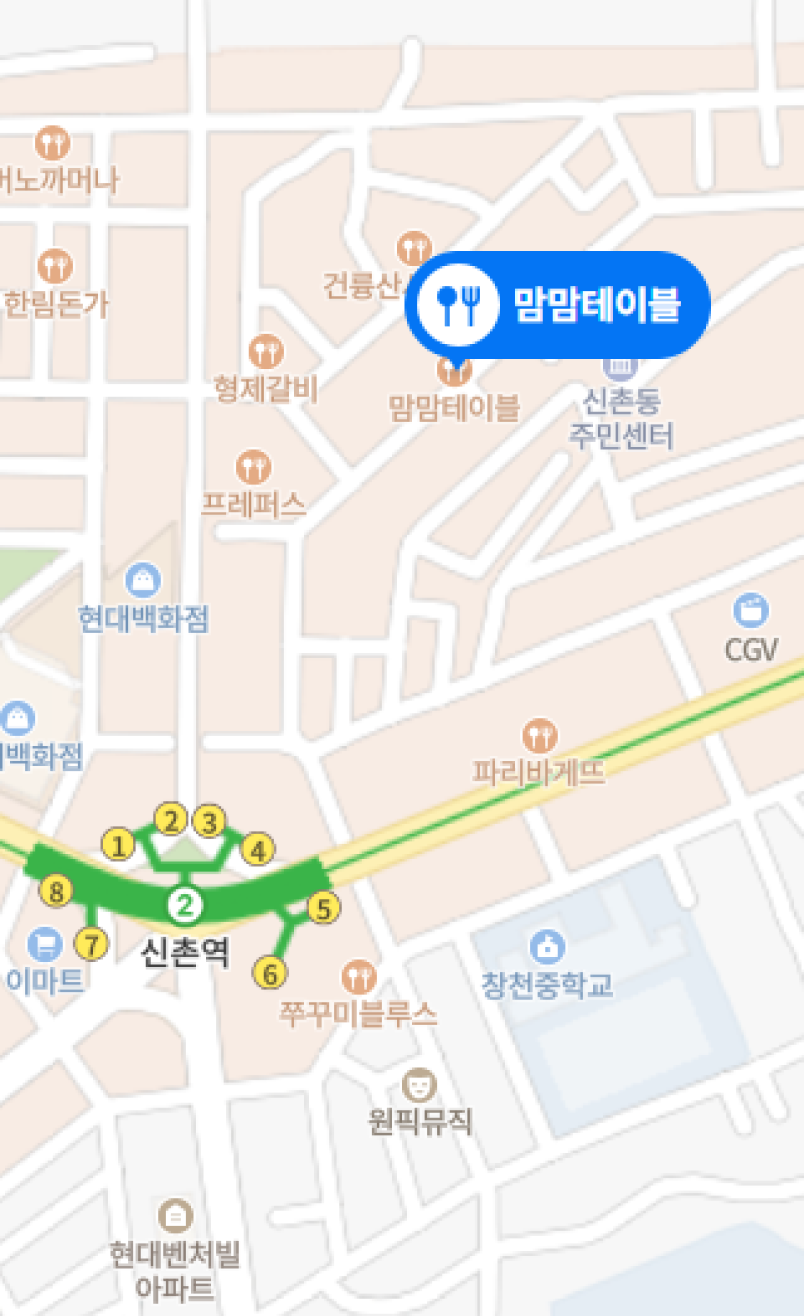 머노까머나
건륭산
맘맘테이블
한림돈가
형제갈비
맘맘테이블
신촌동
주민센터
프레퍼스
현대백화점
CGV
백화점
파리바게뜨
1
2
3
4
8
2
5
7
신촌역
6
이마트
창천중학교
쭈꾸미블루스
원픽뮤직
현대벤처빌
아파트